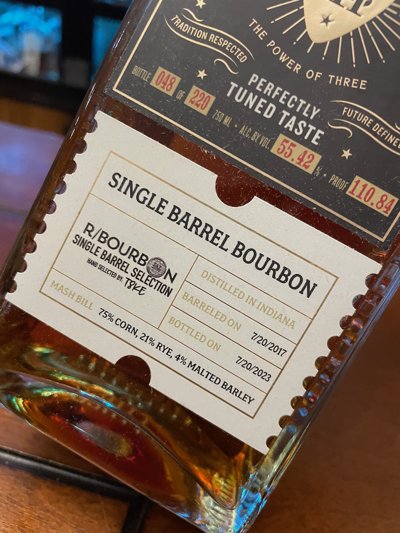 THE POWER OF THREE
TRADITION RESPECTED
PERFECTLY
TUNED TASTE
FUTURE DEFINED
BOTTLE 048 OF 220
750 ML • ALC. BY VOL. 55.42 % • PROOF 110.84
SINGLE BARREL BOURBON
R/BOURBON
SINGLE BARREL SELECTION
HAND SELECTED BY: T8KE
DISTILLED IN INDIANA
BARRELED ON 7/20/2017
BOTTLED ON 7/20/2023
MASH BILL 75% CORN, 21% RYE, 4% MALTED BARLEY